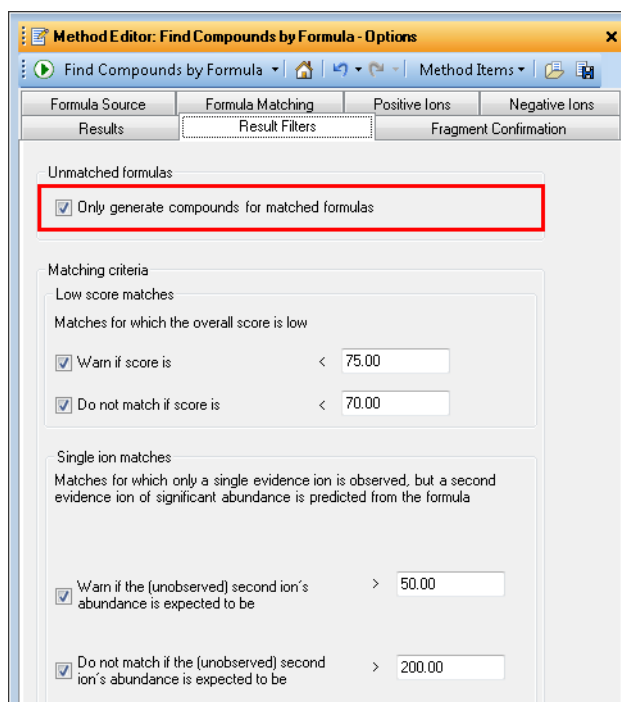 Method Editor: Find Compounds by Formula - Options
Find Compounds by Formula Method Items
Formula Source Formula Matching Positive Ions Negative Ions
Results Result Filters Fragment Confirmation
Unmatched formulas
Only generate compounds for matched formulas
Matching criteria
Low score matches
Matches for which the overall score is low
Warn if score is < 75.00
Do not match if score is < 70.00
Single ion matches
Matches for which only a single evidence ion is observed, but a second
evidence ion of significant abundance is predicted from the formula
Warn if the (unobserved) second ion´s > 50.00
abundance is expected to be
Do not match if the (unobserved) second > 200.00
ion´s abundance is expected to be